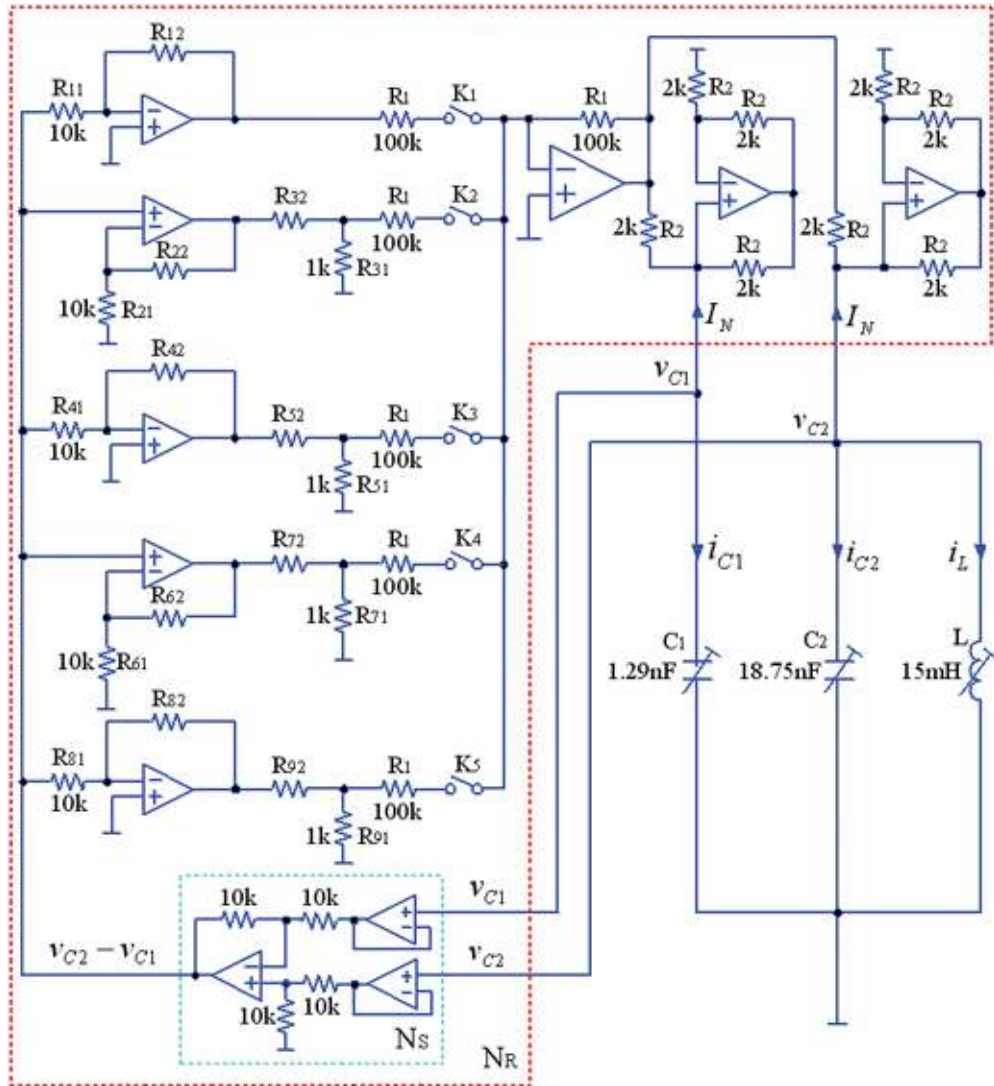 R12
R11
10k
R1
100k
K1
R1
100k
2k
R2
R2
2k
2k
R2
R2
2k
R32
R1
100k
K2
R22
1k
R31
10k
R21
2k
R2
R2
2k
R2
2k
R2
2k
I_N
I_N
R42
R41
10k
R52
R1
100k
K3
1k
R51
v_C1
v_C2
R72
R1
100k
K4
R62
1k
R71
10k
R61
i_C1
i_C2
i_L
C1
1.29nF
C2
18.75nF
L
15mH
R82
R81
10k
R92
R1
100k
K5
1k
R91
10k
10k
v_C1
v_C2 − v_C1
v_C2
10k
10k
NS
NR